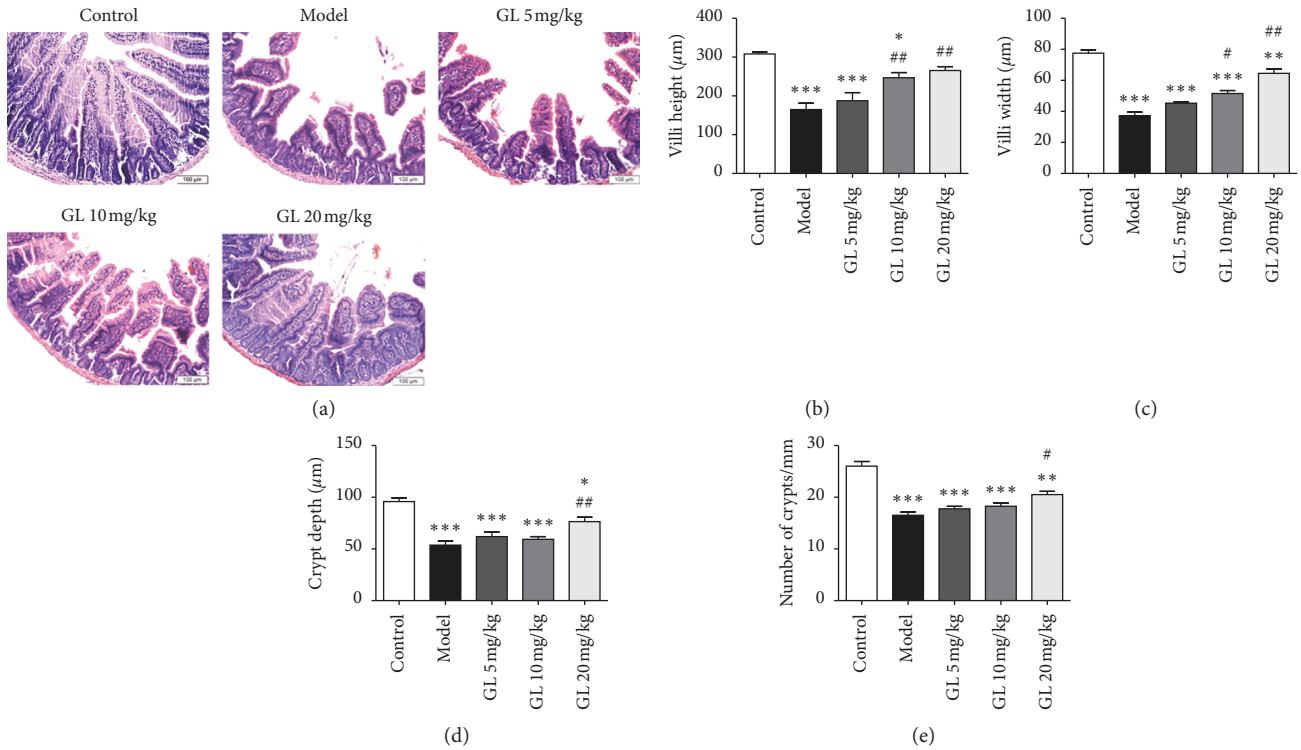 Control
Model
GL 5 mg/kg
100 µm
100 µm
100 µm
GL 10 mg/kg
GL 20 mg/kg
100 µm
100 µm
(a)
Villi height (µm)
400
300
200
100
0
***
***
*
##
##
Control
Model
GL 5 mg/kg
GL 10 mg/kg
GL 20 mg/kg
(b)
Villi width (µm)
80
60
40
20
0
***
***
#
***
##
**
Control
Model
GL 5 mg/kg
GL 10 mg/kg
GL 20 mg/kg
(c)
Crypt depth (µm)
150
100
50
0
***
***
***
*
##
Control
Model
GL 5 mg/kg
GL 10 mg/kg
GL 20 mg/kg
(d)
Number of crypts/mm
30
20
10
0
***
***
***
#
**
Control
Model
GL 5 mg/kg
GL 10 mg/kg
GL 20 mg/kg
(e)